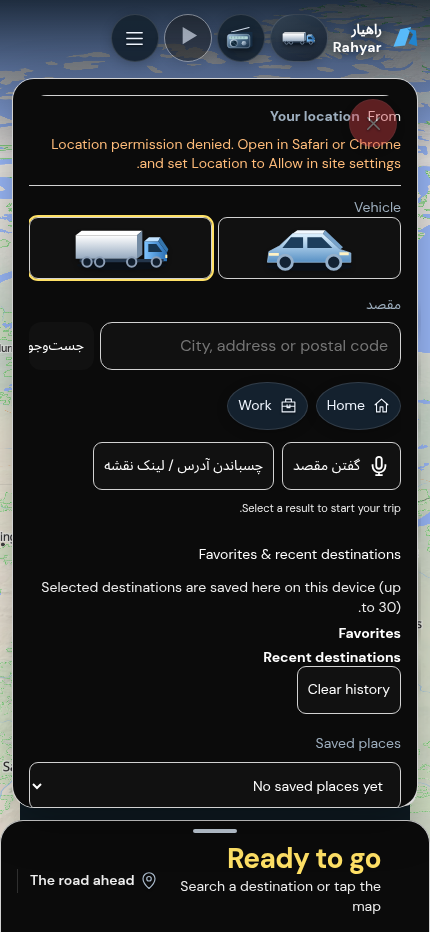 راهیار
Rahyar
From Your location
Location permission denied. Open in Safari or Chrome
and set Location to Allow in site settings.
Vehicle
مقصد
City, address or postal code
جست‌وجو
Home
Work
گفتن مقصد
چسباندن آدرس / لینک نقشه
Select a result to start your trip.
Favorites & recent destinations
Selected destinations are saved here on this device (up
to 30).
Favorites
Recent destinations
Clear history
Saved places
No saved places yet
Ready to go
Search a destination or tap the
map
The road ahead